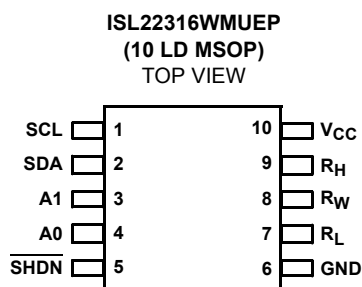 ISL22316WMUEP
(10 LD MSOP)
TOP VIEW
SCL 1 10 VCC
SDA 2 9 RH
A1 3 8 RW
A0 4 7 RL
SHDN 5 6 GND